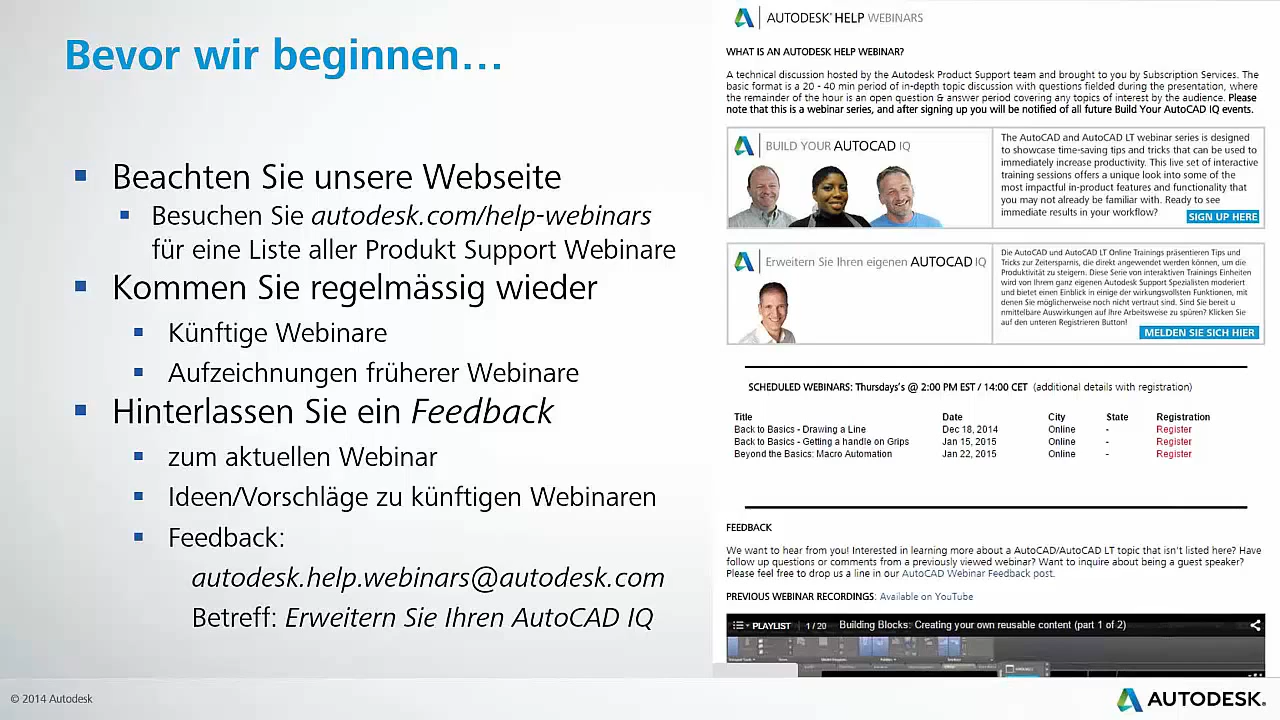 Bevor wir beginnen…
Beachten Sie unsere Webseite
Besuchen Sie autodesk.com/help-webinars
für eine Liste aller Produkt Support Webinare
Kommen Sie regelmässig wieder
Künftige Webinare
Aufzeichnungen früherer Webinare
Hinterlassen Sie ein Feedback
zum aktuellen Webinar
Ideen/Vorschläge zu künftigen Webinaren
Feedback:
autodesk.help.webinars@autodesk.com
Betreff: Erweitern Sie Ihren AutoCAD IQ
AUTODESK® HELP WEBINARS
WHAT IS AN AUTODESK HELP WEBINAR?
A technical discussion hosted by the Autodesk Product Support team and brought to you by Subscription Services. The
basic format is a 20 - 40 min period of in-depth topic discussion with questions fielded during the presentation, where
the remainder of the hour is an open question & answer period covering any topics of interest by the audience. Please
note that this is a webinar series, and after signing up you will be notified of all future Build Your AutoCAD IQ events.
BUILD YOUR AUTOCAD IQ
The AutoCAD and AutoCAD LT webinar series is designed
to showcase time-saving tips and tricks that can be used to
immediately increase productivity. This live set of interactive
training sessions offers a unique look into some of the
most impactful in-product features and functionality that
you may not already be familiar with. Ready to see
immediate results in your workflow?
SIGN UP HERE
Erweitern Sie Ihren eigenen AUTOCAD IQ
Die AutoCAD und AutoCAD LT Online Trainings präsentieren Tips und
Tricks zur Zeitersparnis, die direkt angewendet werden können, um die
Produktivität zu steigern. Diese Serie von interaktiven Trainings Einheiten
wird von Ihrem ganz eigenen Autodesk Support Spezialisten moderiert
und bietet einen Einblick in einige der wirkungsvollsten Funktionen, mit
denen Sie möglicherweise noch nicht vertraut sind. Sind Sie bereit u
nmittelbare Auswirkungen auf Ihre Arbeitsweise zu spüren? Klicken Sie
auf den unteren Registrieren Button!
MELDEN SIE SICH HIER
SCHEDULED WEBINARS: Thursdays's @ 2:00 PM EST / 14:00 CET (additional details with registration)
Title Date City State Registration
Back to Basics - Drawing a Line Dec 18, 2014 Online - Register
Back to Basics - Getting a handle on Grips Jan 15, 2015 Online - Register
Beyond the Basics: Macro Automation Jan 22, 2015 Online - Register
FEEDBACK
We want to hear from you! Interested in learning more about a AutoCAD/AutoCAD LT topic that isn't listed here? Have
follow up questions or comments from a previously viewed webinar? Want to inquire about being a guest speaker?
Please feel free to drop us a line in our AutoCAD Webinar Feedback post.
PREVIOUS WEBINAR RECORDINGS: Available on YouTube
PLAYLIST 1 / 20 Building Blocks: Creating your own reusable content (part 1 of 2)
© 2014 Autodesk
AUTODESK.